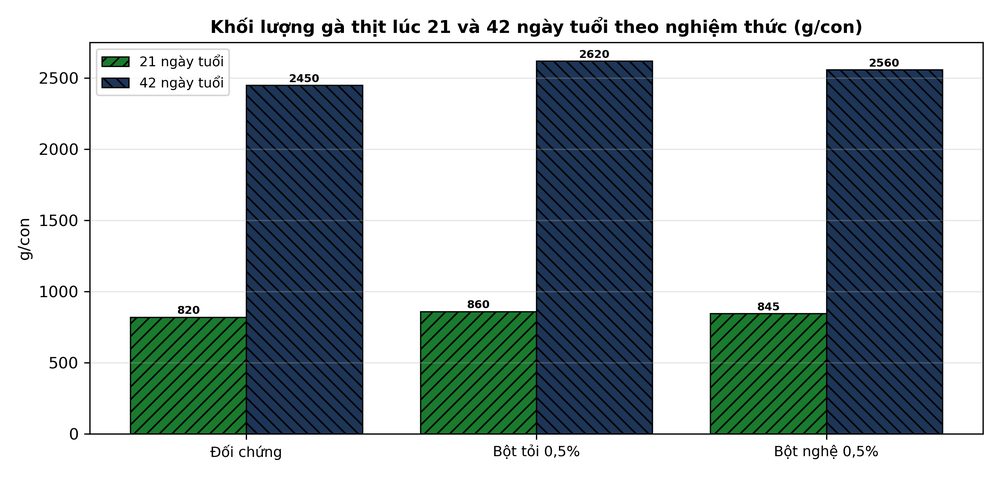 Khối lượng gà thịt lúc 21 và 42 ngày tuổi theo nghiệm thức (g/con)
21 ngày tuổi
42 ngày tuổi
g/con
2500
2000
1500
1000
500
0
820
2450
860
2620
845
2560
Đối chứng
Bột tỏi 0,5%
Bột nghệ 0,5%